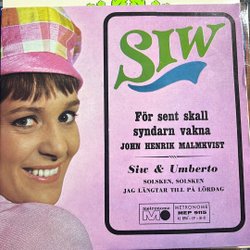 SIW
För sent skall
syndarn vakna
JOHN HENRIK MALMKVIST
Siw & Umberto
SOLSKEN, SOLSKEN
JAG LÄNGTAR TILL PÅ LÖRDAG
metronome
METRONOME
MEP 9115